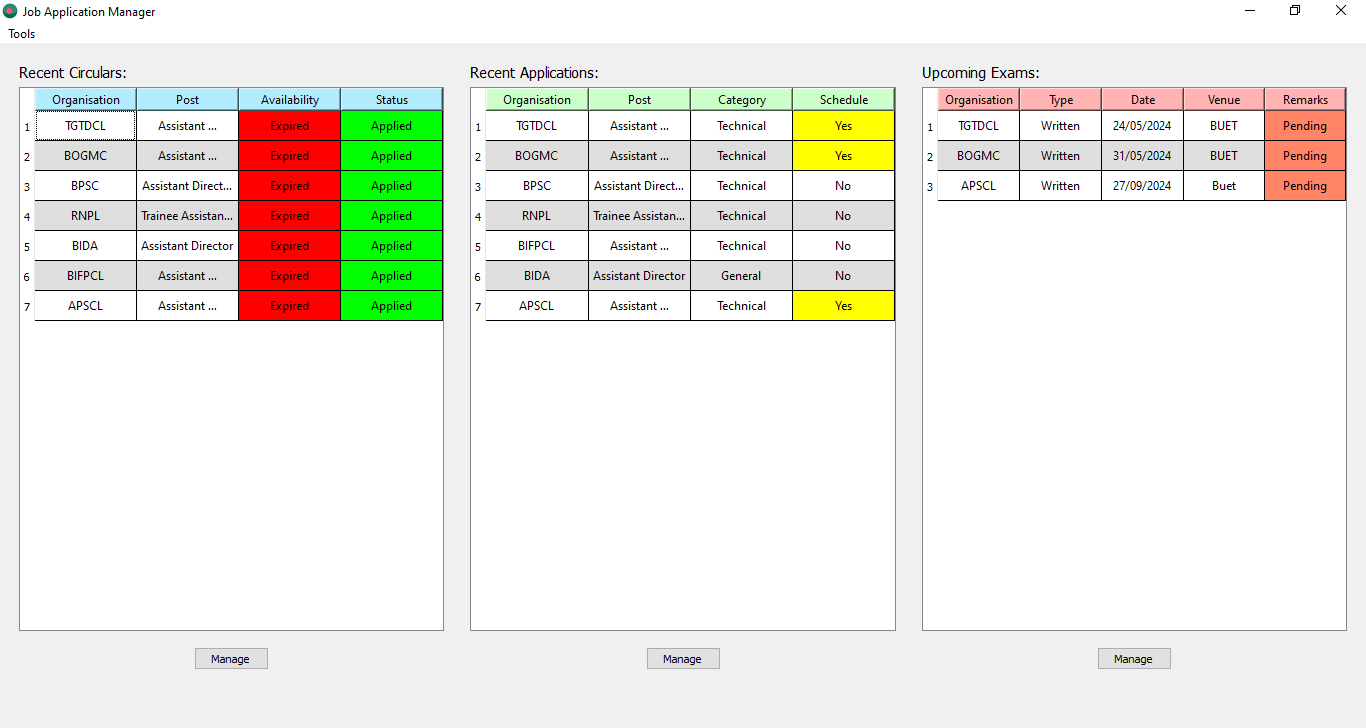 Job Application Manager
Tools
Recent Circulars:
Organisation Post Availability Status
1 TGTDCL Assistant ... Expired Applied
2 BOGMC Assistant ... Expired Applied
3 BPSC Assistant Direct... Expired Applied
4 RNPL Trainee Assistan... Expired Applied
5 BIDA Assistant Director Expired Applied
6 BIFPCL Assistant ... Expired Applied
7 APSCL Assistant ... Expired Applied
Manage
Recent Applications:
Organisation Post Category Schedule
1 TGTDCL Assistant ... Technical Yes
2 BOGMC Assistant ... Technical Yes
3 BPSC Assistant Direct... Technical No
4 RNPL Trainee Assistan... Technical No
5 BIFPCL Assistant ... Technical No
6 BIDA Assistant Director General No
7 APSCL Assistant ... Technical Yes
Manage
Upcoming Exams:
Organisation Type Date Venue Remarks
1 TGTDCL Written 24/05/2024 BUET Pending
2 BOGMC Written 31/05/2024 BUET Pending
3 APSCL Written 27/09/2024 Buet Pending
Manage